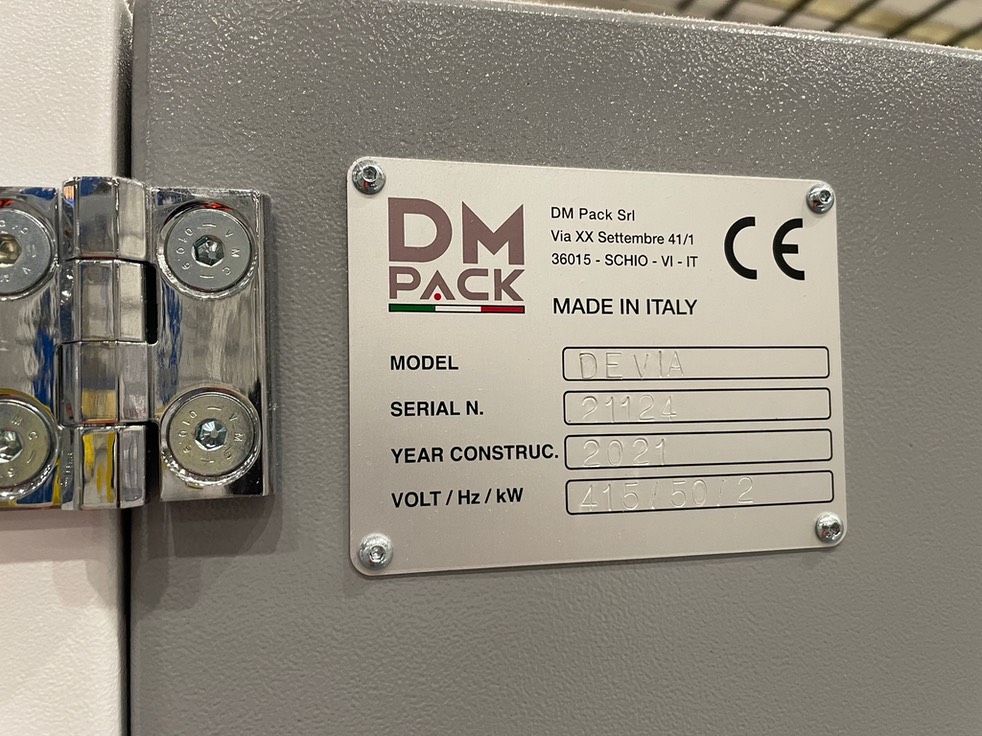 DM
PACK
DM Pack Srl
Via XX Settembre 41/1
36015 - SCHIO - VI - IT
CE
MADE IN ITALY
MODEL DEVIA
SERIAL N. 21124
YEAR CONSTRUC. 2021
VOLT / Hz / kW 415/50/2